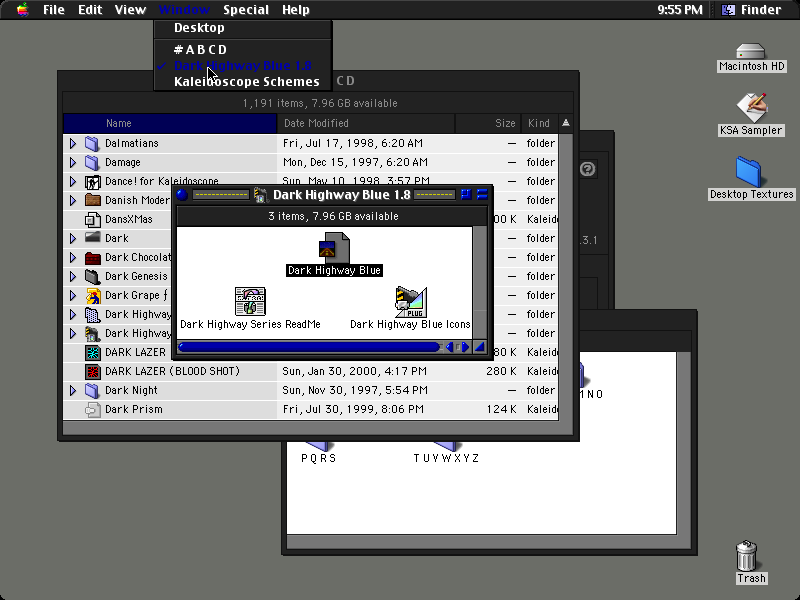 File Edit View Window Special Help 9:55 PM Finder
Desktop
# A B C D
Dark Highway Blue 1.8
Kaleidoscope Schemes
C D
1,191 items, 7.96 GB available
Name Date Modified Size Kind
Dalmatians Fri, Jul 17, 1998, 6:20 AM — folder
Damage Mon, Dec 15, 1997, 6:20 AM — folder
Dance! for Kaleidoscope Sun, May 10, 1998, 3:57 PM — folder
Danish Moder — folder
DansXMas 00 K Kaleid
Dark — folder
Dark Chocolat — folder
Dark Genesis — folder
Dark Grape ƒ — folder
Dark Highway — folder
Dark Highway — folder
DARK LAZER 80 K Kaleid
DARK LAZER (BLOOD SHOT) Sun, Jan 30, 2000, 4:17 PM 280 K Kaleid
Dark Night Sun, Nov 30, 1997, 5:54 PM — folder
Dark Prism Fri, Jul 30, 1999, 8:06 PM 124 K Kaleid
Dark Highway Blue 1.8
3 items, 7.96 GB available
Dark Highway Blue
Dark Highway Series ReadMe
PLUG
Dark Highway Blue Icons
.3.1
M N O
P Q R S
T U V W X Y Z
Macintosh HD
KSA Sampler
Desktop Textures
Trash